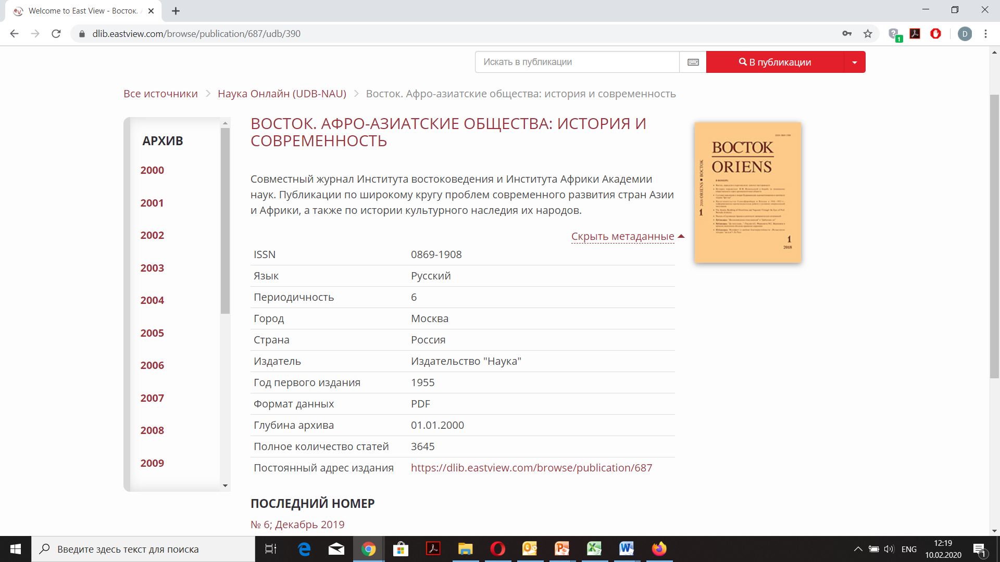 Welcome to East View - Восток. А
dlib.eastview.com/browse/publication/687/udb/390
1
D
Искать в публикации
В публикации
Все источники
Наука Онлайн (UDB-NAU)
Восток. Афро-азиатские общества: история и современность
АРХИВ
2000
2001
2002
2003
2004
2005
2006
2007
2008
2009
ВОСТОК. АФРО-АЗИАТСКИЕ ОБЩЕСТВА: ИСТОРИЯ И
СОВРЕМЕННОСТЬ
Совместный журнал Института востоковедения и Института Африки Академии
наук. Публикации по широкому кругу проблем современного развития стран Азии
и Африки, а также по истории культурного наследия их народов.
Скрыть метаданные
ISSN 0869-1908
Язык Русский
Периодичность 6
Город Москва
Страна Россия
Издатель Издательство "Наука"
Год первого издания 1955
Формат данных PDF
Глубина архива 01.01.2000
Полное количество статей 3645
Постоянный адрес издания https://dlib.eastview.com/browse/publication/687
ПОСЛЕДНИЙ НОМЕР
№ 6; Декабрь 2019
ВОСТОК
ORIENS
1 2018 ORIENS ■ ВОСТОК
1
2018
Введите здесь текст для поиска
ENG
12:19
10.02.2020
1